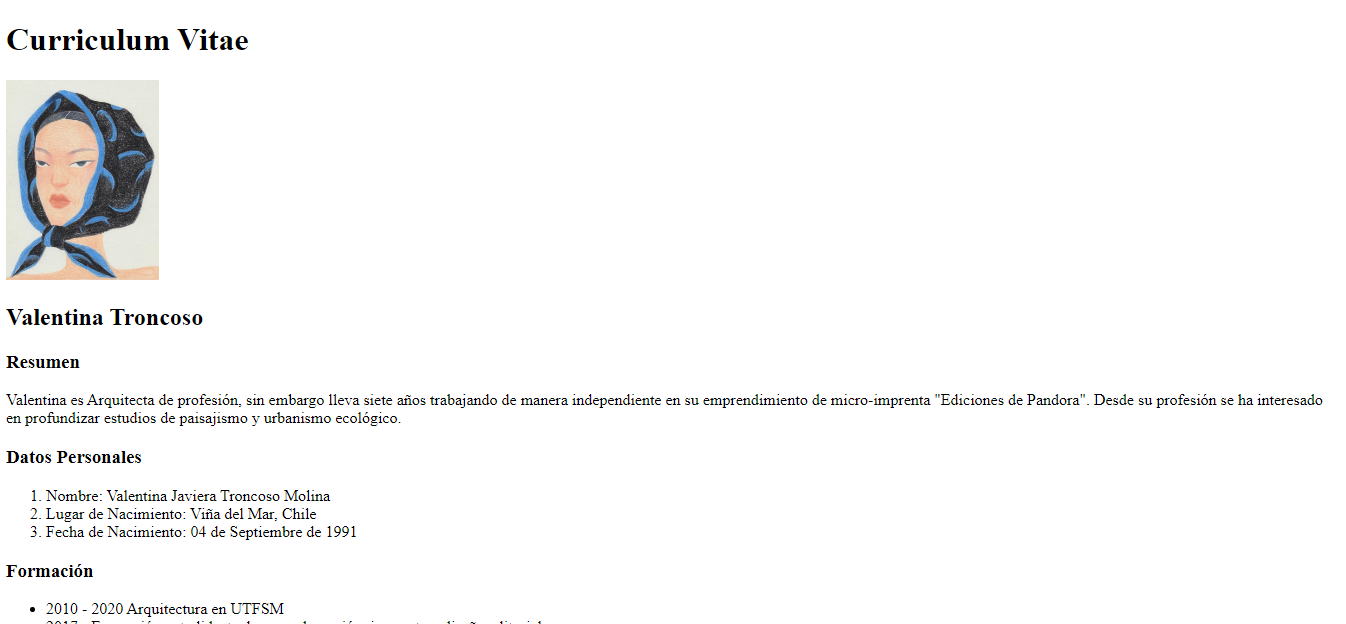 Curriculum Vitae
Valentina Troncoso
Resumen
Valentina es Arquitecta de profesión, sin embargo lleva siete años trabajando de manera independiente en su emprendimiento de micro-imprenta "Ediciones de Pandora". Desde su profesión se ha interesado
en profundizar estudios de paisajismo y urbanismo ecológico.
Datos Personales
1. Nombre: Valentina Javiera Troncoso Molina
2. Lugar de Nacimiento: Viña del Mar, Chile
3. Fecha de Nacimiento: 04 de Septiembre de 1991
Formación
• 2010 - 2020 Arquitectura en UTFSM